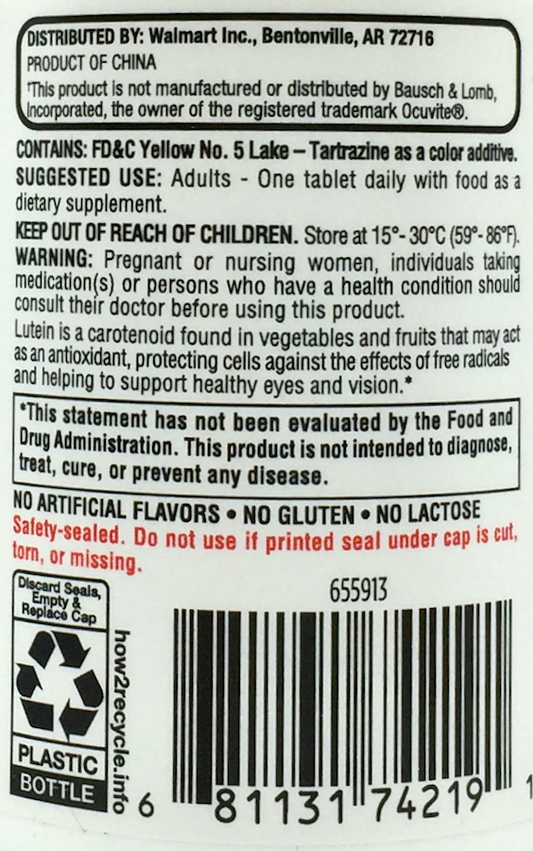 DISTRIBUTED BY: Walmart Inc., Bentonville, AR 72716
PRODUCT OF CHINA
†This product is not manufactured or distributed by Bausch & Lomb,
Incorporated, the owner of the registered trademark Ocuvite®.
CONTAINS: FD&C Yellow No. 5 Lake – Tartrazine as a color additive.
SUGGESTED USE: Adults - One tablet daily with food as a
dietary supplement.
KEEP OUT OF REACH OF CHILDREN. Store at 15°- 30°C (59°- 86°F).
WARNING: Pregnant or nursing women, individuals taking
medication(s) or persons who have a health condition should
consult their doctor before using this product.
Lutein is a carotenoid found in vegetables and fruits that may act
as an antioxidant, protecting cells against the effects of free radicals
and helping to support healthy eyes and vision.*
*This statement has not been evaluated by the Food and
Drug Administration. This product is not intended to diagnose,
treat, cure, or prevent any disease.
NO ARTIFICIAL FLAVORS • NO GLUTEN • NO LACTOSE
Safety-sealed. Do not use if printed seal under cap is cut,
torn, or missing.
Discard Seals,
Empty &
Replace Cap
PLASTIC
BOTTLE
how2recycle.info
655913
6 81131 74219 1